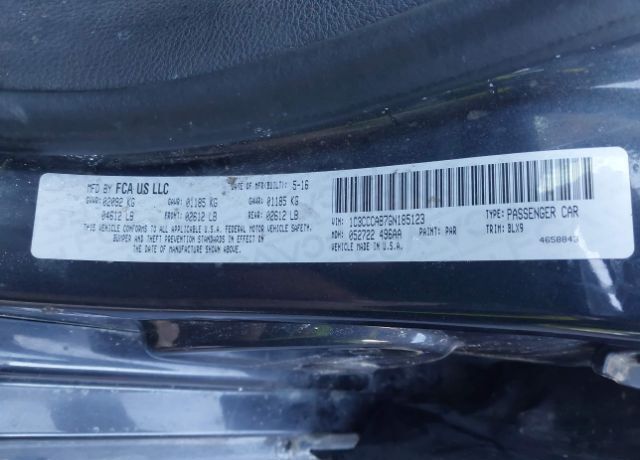 MFD BY FCA US LLC DATE OF MFR(BUILT): 5-16
GVWR: 02092 KG GAWR: 01185 KG GAWR: 01185 KG
04612 LB FRONT: 02612 LB REAR: 02612 LB
THIS VEHICLE CONFORMS TO ALL APPLICABLE U.S.A. FEDERAL MOTOR VEHICLE SAFETY,
BUMPER, AND THEFT PREVENTION STANDARDS IN EFFECT ON
THE DATE OF MANUFACTURE SHOWN ABOVE.
VIN: 1C3CCCAB7GN185123 TYPE: PASSENGER CAR
MDH: 052722 496AA PAINT: PAR TRIM: BLX9
VEHICLE MADE IN U.S.A. 4658843